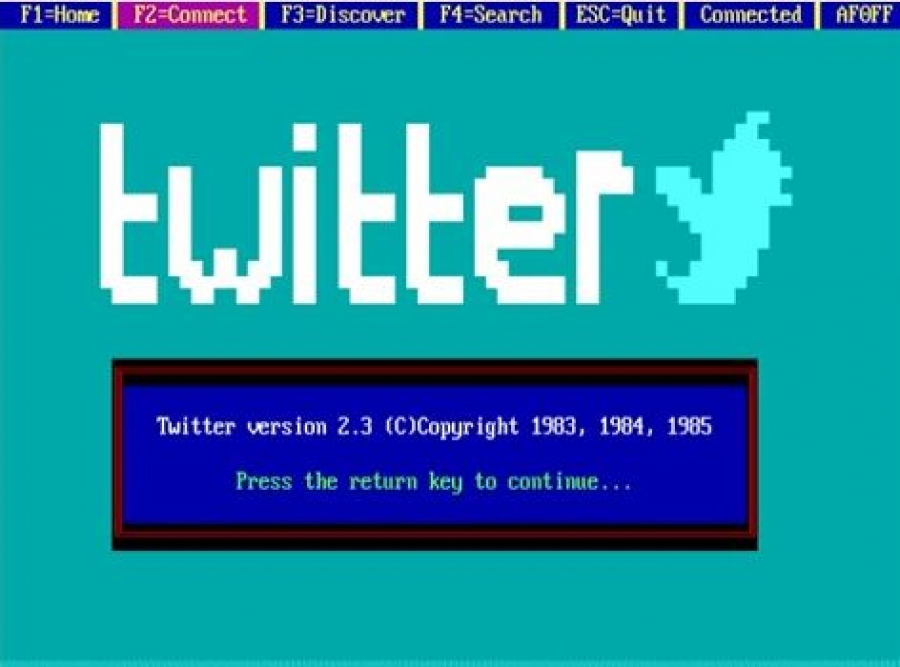 F1=Home F2=Connect F3=Discover F4=Search ESC=Quit Connected AF0FF
twitter
Twitter version 2.3 (C)Copyright 1983, 1984, 1985
Press the return key to continue...